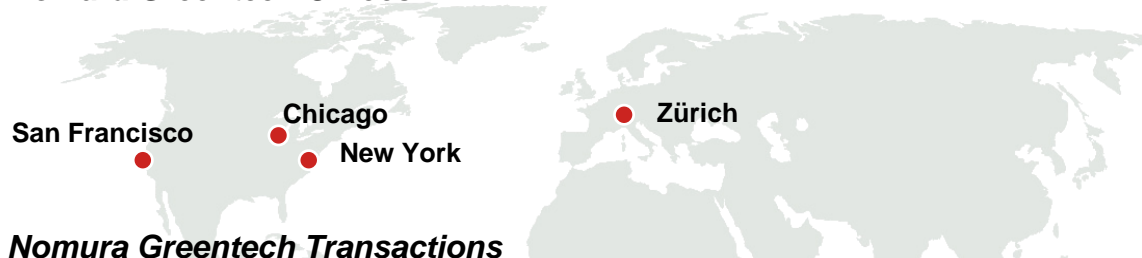 Chicago
San Francisco
Zürich
New York
Nomura Greentech Transactions